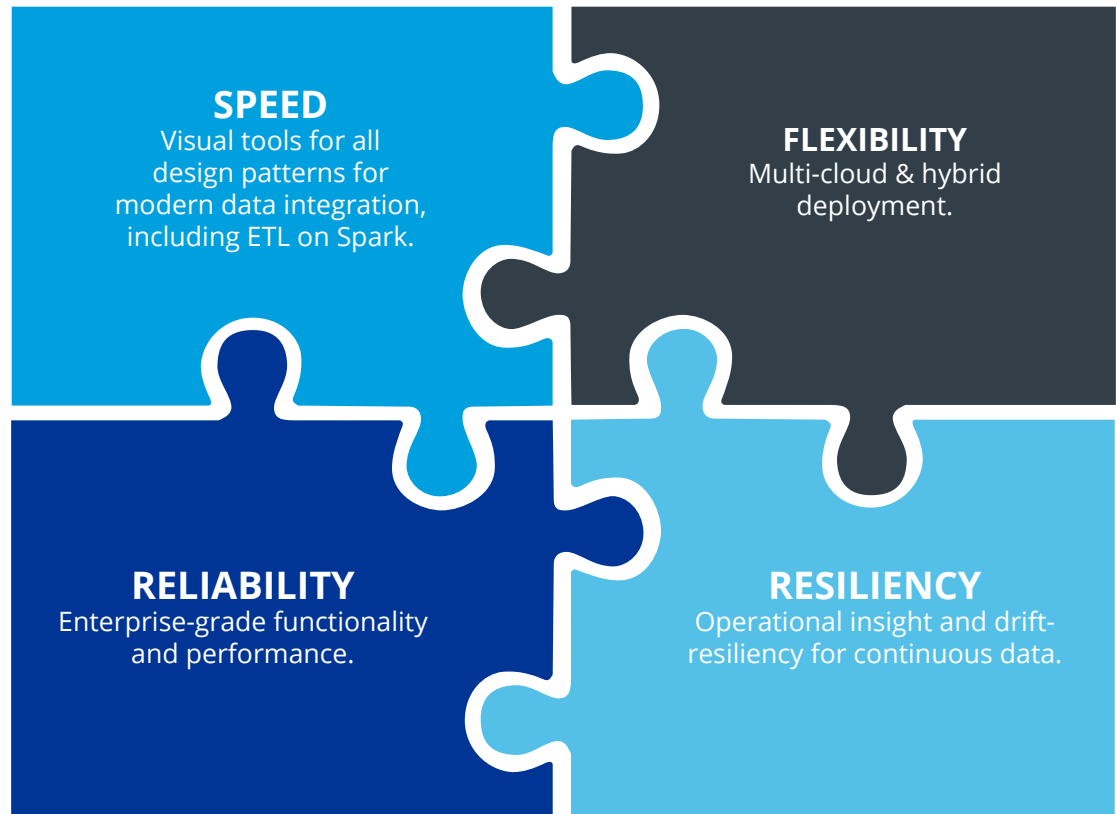 SPEED
Visual tools for all
design patterns for
modern data integration,
including ETL on Spark.
FLEXIBILITY
Multi-cloud & hybrid
deployment.
RELIABILITY
Enterprise-grade functionality
and performance.
RESILIENCY
Operational insight and drift-
resiliency for continuous data.